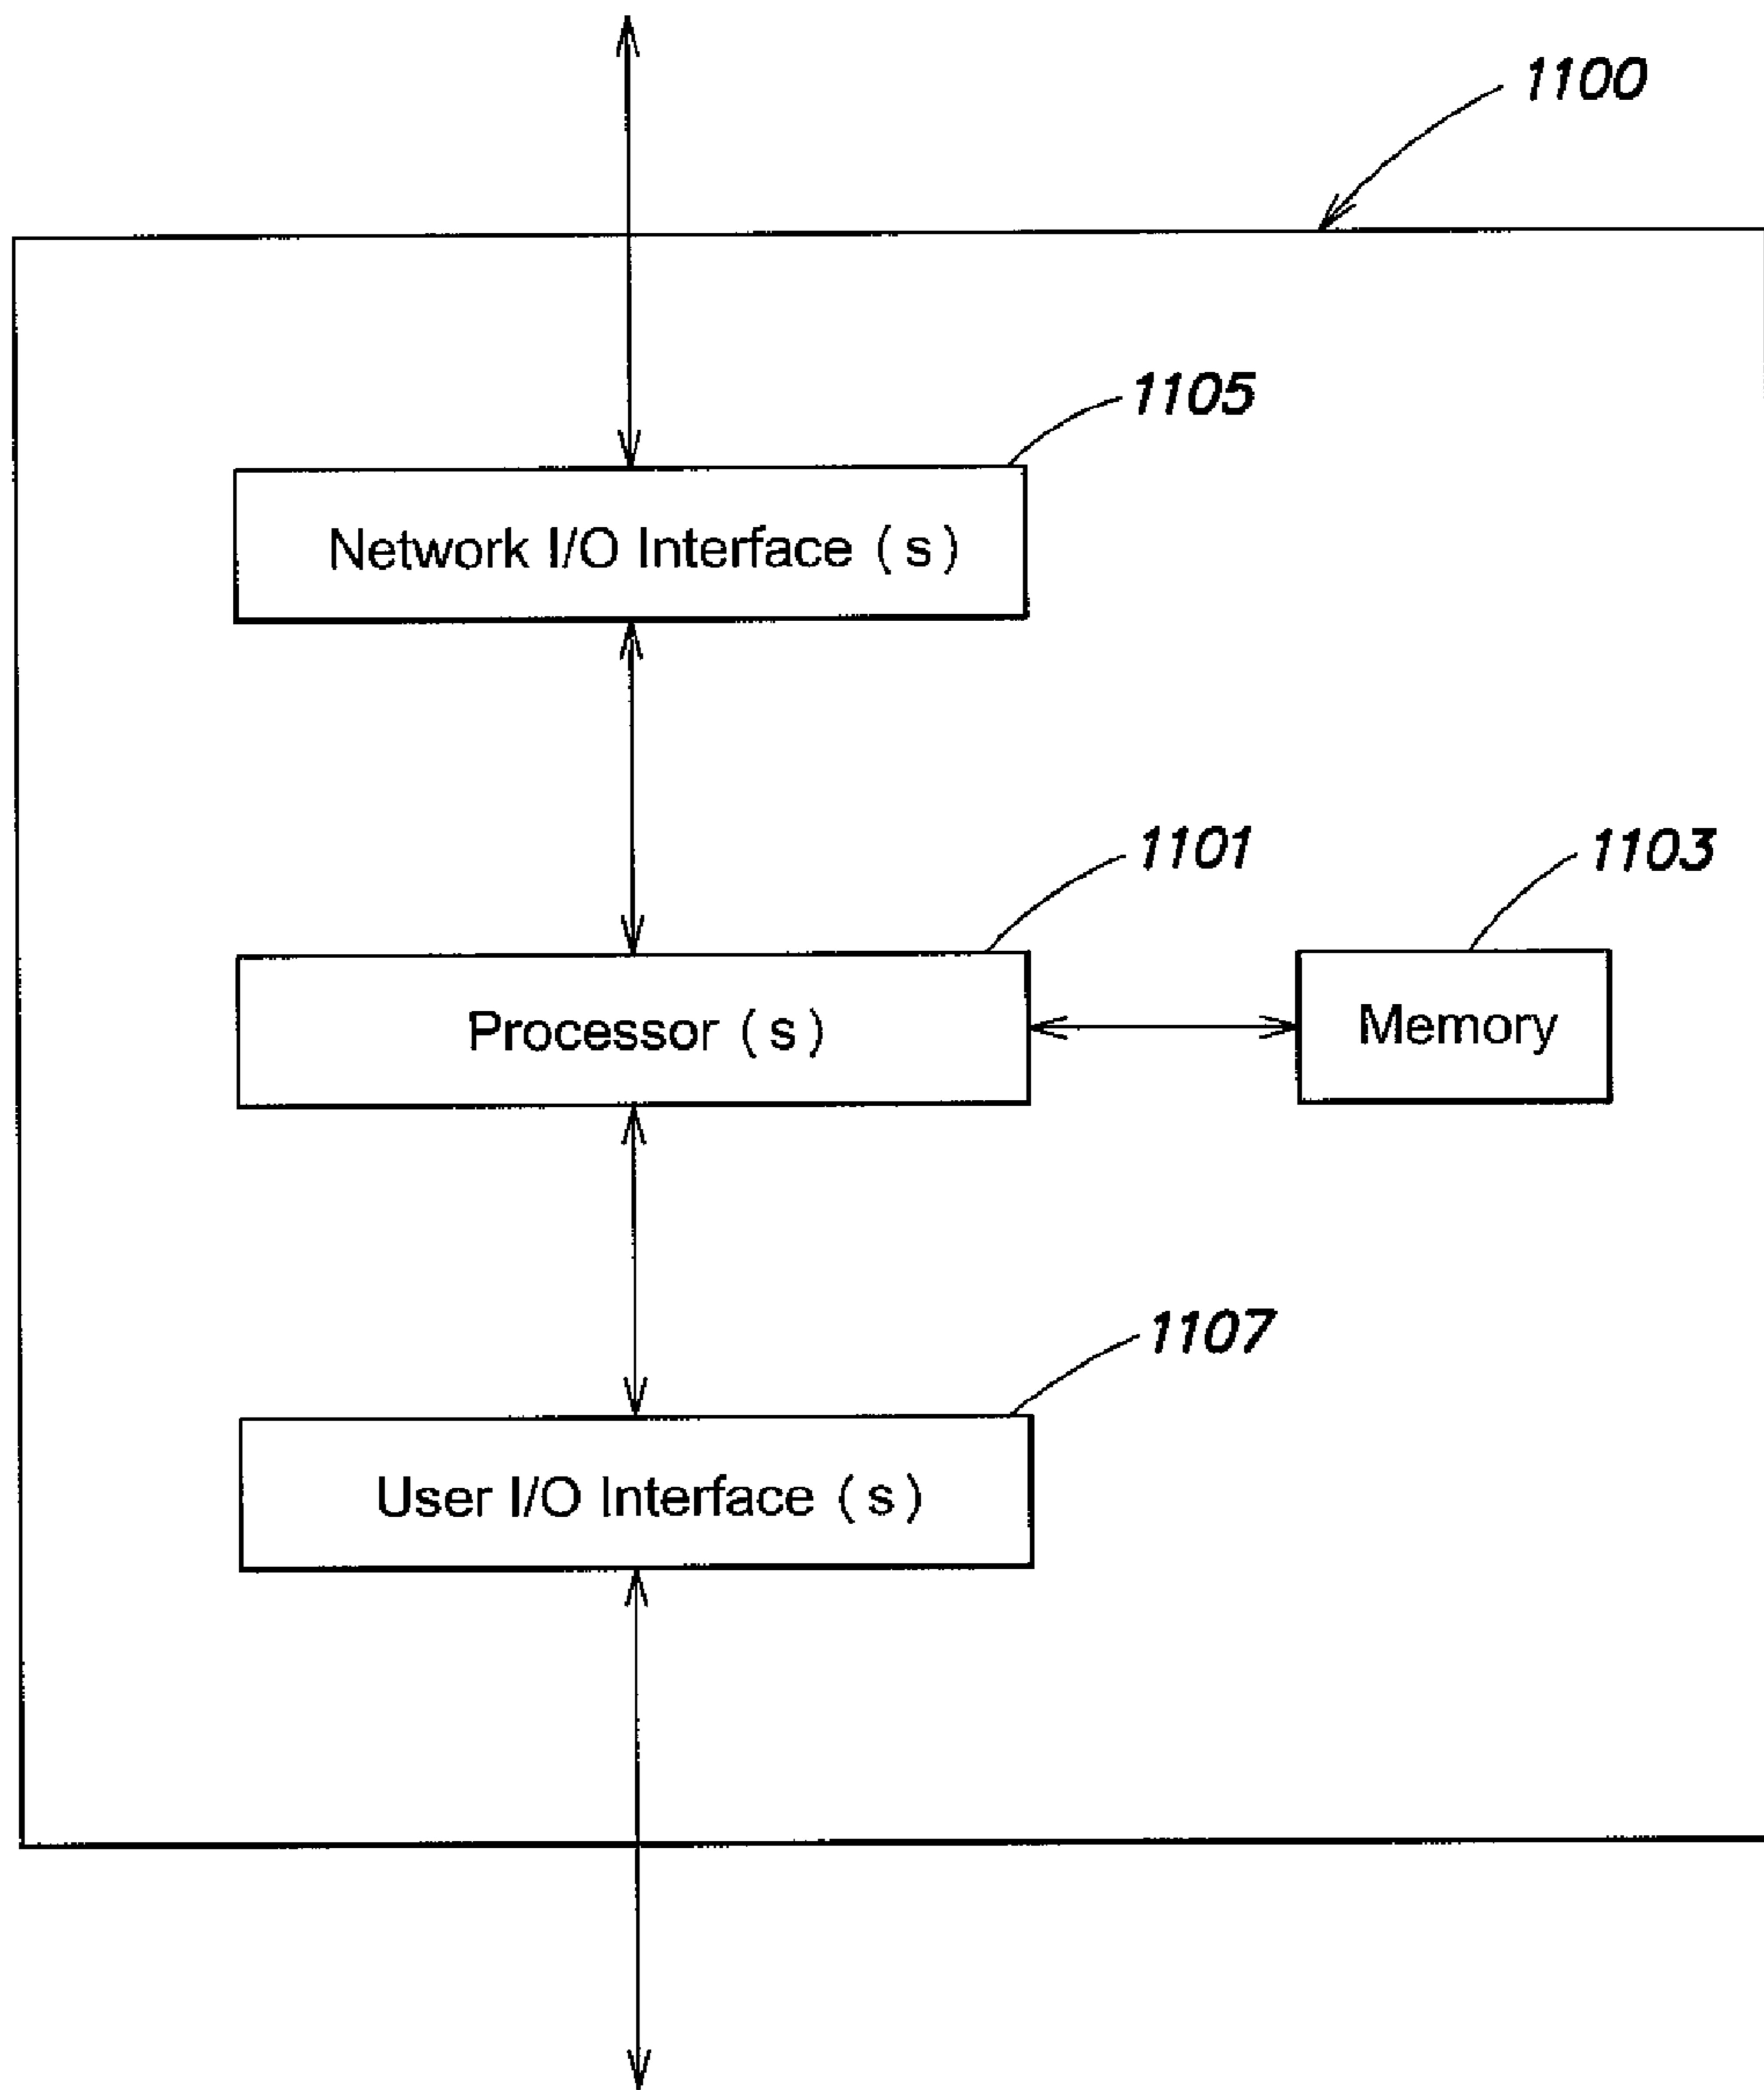 1100
1105
Network I/O Interface (s)
1101
1103
Processor (s)
Memory
1107
User I/O Interface (s)